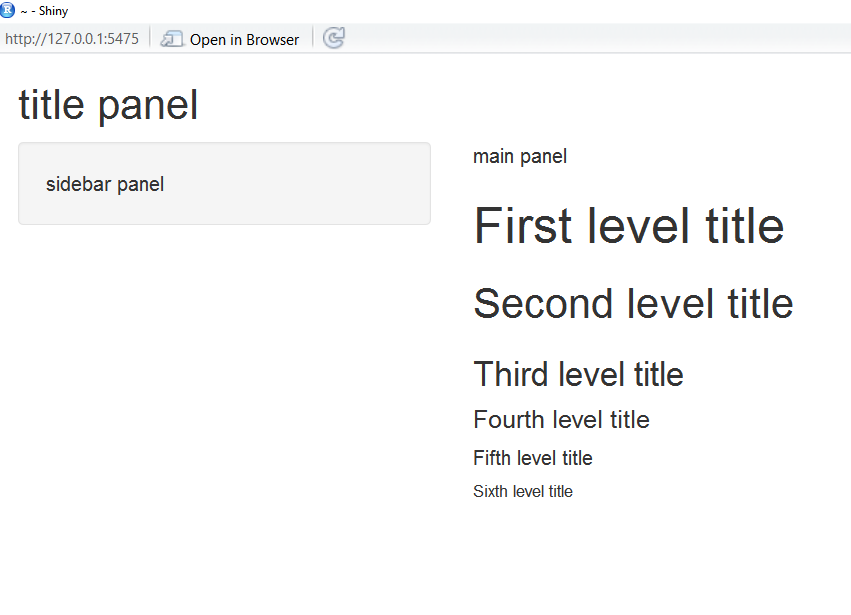 R ~ - Shiny
http://127.0.0.1:5475 Open in Browser
title panel
sidebar panel
main panel
First level title
Second level title
Third level title
Fourth level title
Fifth level title
Sixth level title